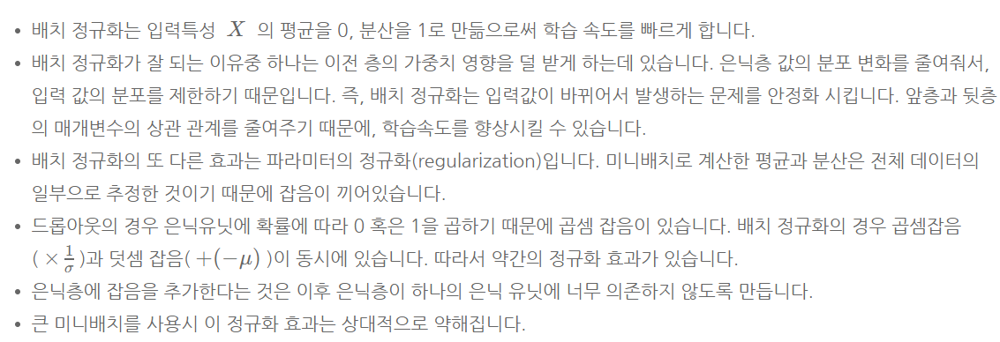 • 배치 정규화는 입력특성 X 의 평균을 0, 분산을 1로 만듦으로써 학습 속도를 빠르게 합니다.
• 배치 정규화가 잘 되는 이유중 하나는 이전 층의 가중치 영향을 덜 받게 하는데 있습니다. 은닉층 값의 분포 변화를 줄여줘서,
입력 값의 분포를 제한하기 때문입니다. 즉, 배치 정규화는 입력값이 바뀌어서 발생하는 문제를 안정화 시킵니다. 앞층과 뒷층
의 매개변수의 상관 관계를 줄여주기 때문에, 학습속도를 향상시킬 수 있습니다.
• 배치 정규화의 또 다른 효과는 파라미터의 정규화(regularization)입니다. 미니배치로 계산한 평균과 분산은 전체 데이터의
일부으로 추정한 것이기 때문에 잡음이 끼어있습니다.
• 드롭아웃의 경우 은닉유닛에 확률에 따라 0 혹은 1을 곱하기 때문에 곱셈 잡음이 있습니다. 배치 정규화의 경우 곱셈잡음
( × 1/σ )과 덧셈 잡음( +(−μ) )이 동시에 있습니다. 따라서 약간의 정규화 효과가 있습니다.
• 은닉층에 잡음을 추가한다는 것은 이후 은닉층이 하나의 은닉 유닛에 너무 의존하지 않도록 만듭니다.
• 큰 미니배치를 사용시 이 정규화 효과는 상대적으로 약해집니다.